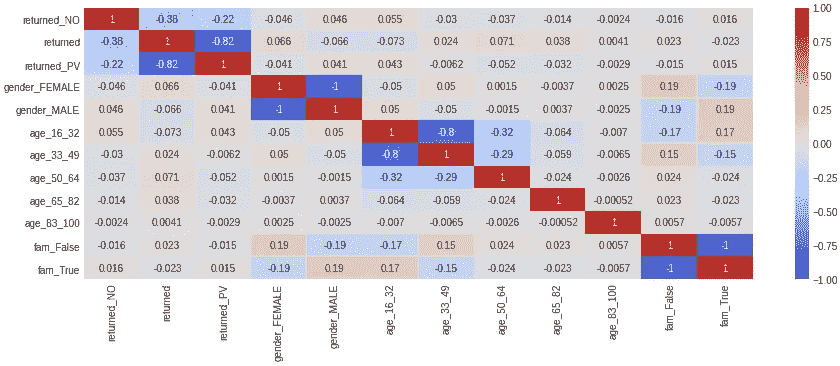 returned_NO 1 -0.38 -0.22 -0.046 0.046 0.055 -0.03 -0.037 -0.014 -0.0024 -0.016 0.016
returned -0.38 1 -0.82 0.066 -0.066 -0.073 0.024 0.071 0.038 0.0041 0.023 -0.023
returned_PV -0.22 -0.82 1 -0.041 0.041 0.043 -0.0062 -0.052 -0.032 -0.0029 -0.015 0.015
gender_FEMALE -0.046 0.066 -0.041 1 -1 -0.05 0.05 0.0015 -0.0037 0.0025 0.19 -0.19
gender_MALE 0.046 -0.066 0.041 -1 1 0.05 -0.05 -0.0015 0.0037 -0.0025 -0.19 0.19
age_16_32 0.055 -0.073 0.043 -0.05 0.05 1 -0.8 -0.32 -0.064 -0.007 -0.17 0.17
age_33_49 -0.03 0.024 -0.0062 0.05 -0.05 -0.8 1 -0.29 -0.059 -0.0065 0.15 -0.15
age_50_64 -0.037 0.071 -0.052 0.0015 -0.0015 -0.32 -0.29 1 -0.024 -0.0026 0.024 -0.024
age_65_82 -0.014 0.038 -0.032 -0.0037 0.0037 -0.064 -0.059 -0.024 1 -0.00052 0.023 -0.023
age_83_100 -0.0024 0.0041 -0.0029 0.0025 -0.0025 -0.007 -0.0065 -0.0026 -0.00052 1 0.0057 -0.0057
fam_False -0.016 0.023 -0.015 0.19 -0.19 -0.17 0.15 0.024 0.023 0.0057 1 -1
fam_True 0.016 -0.023 0.015 -0.19 0.19 0.17 -0.15 -0.024 -0.023 -0.0057 -1 1
returned_NO returned returned_PV gender_FEMALE gender_MALE age_16_32 age_33_49 age_50_64 age_65_82 age_83_100 fam_False fam_True
1.00
0.75
0.50
0.25
0.00
-0.25
-0.50
-0.75
-1.00